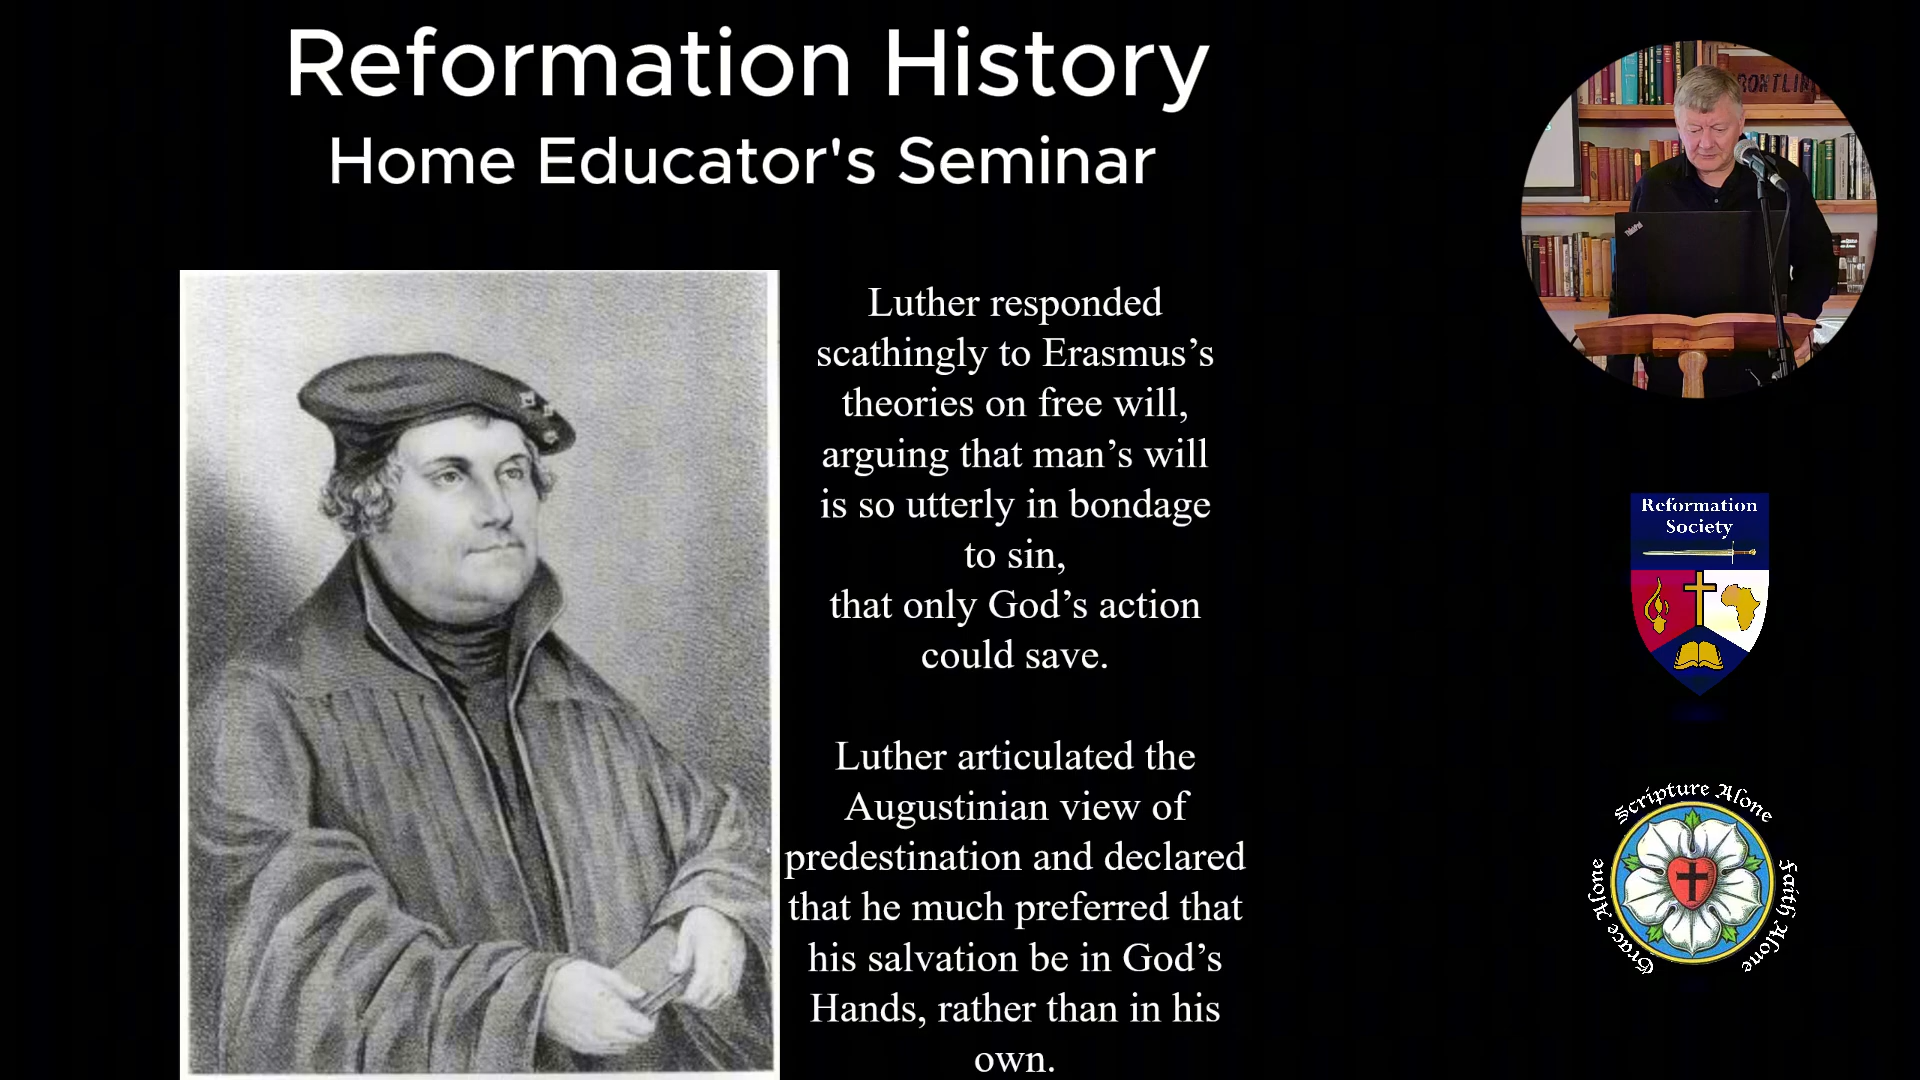 Reformation History
Home Educator's Seminar
Luther responded
scathingly to Erasmus’s
theories on free will,
arguing that man’s will
is so utterly in bondage
to sin,
that only God’s action
could save.
Luther articulated the
Augustinian view of
predestination and declared
that he much preferred that
his salvation be in God’s
Hands, rather than in his
own.
ThinkPad
Reformation
Society
Scripture Alone
Grace Alone
Faith Alone